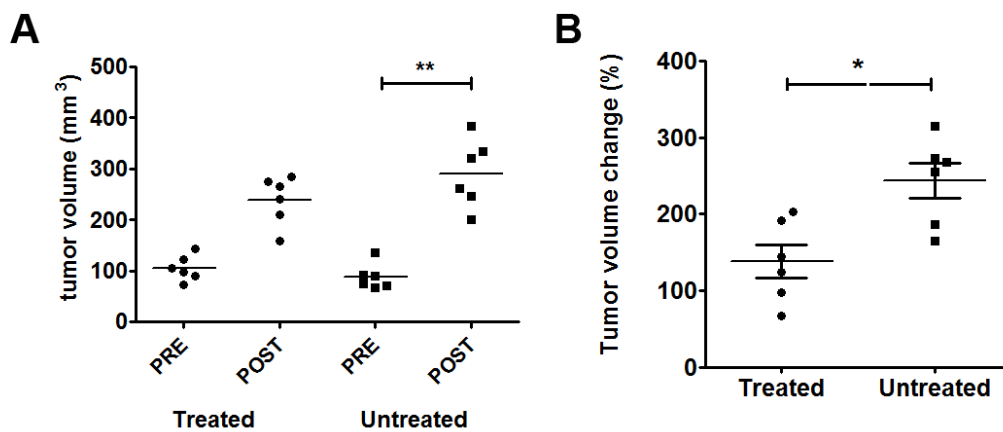 A
tumor volume (mm³)
500
400
300
200
100
0
**
PRE
POST
PRE
POST
Treated
Untreated
B
Tumor volume change (%)
400
300
200
100
0
*
Treated
Untreated